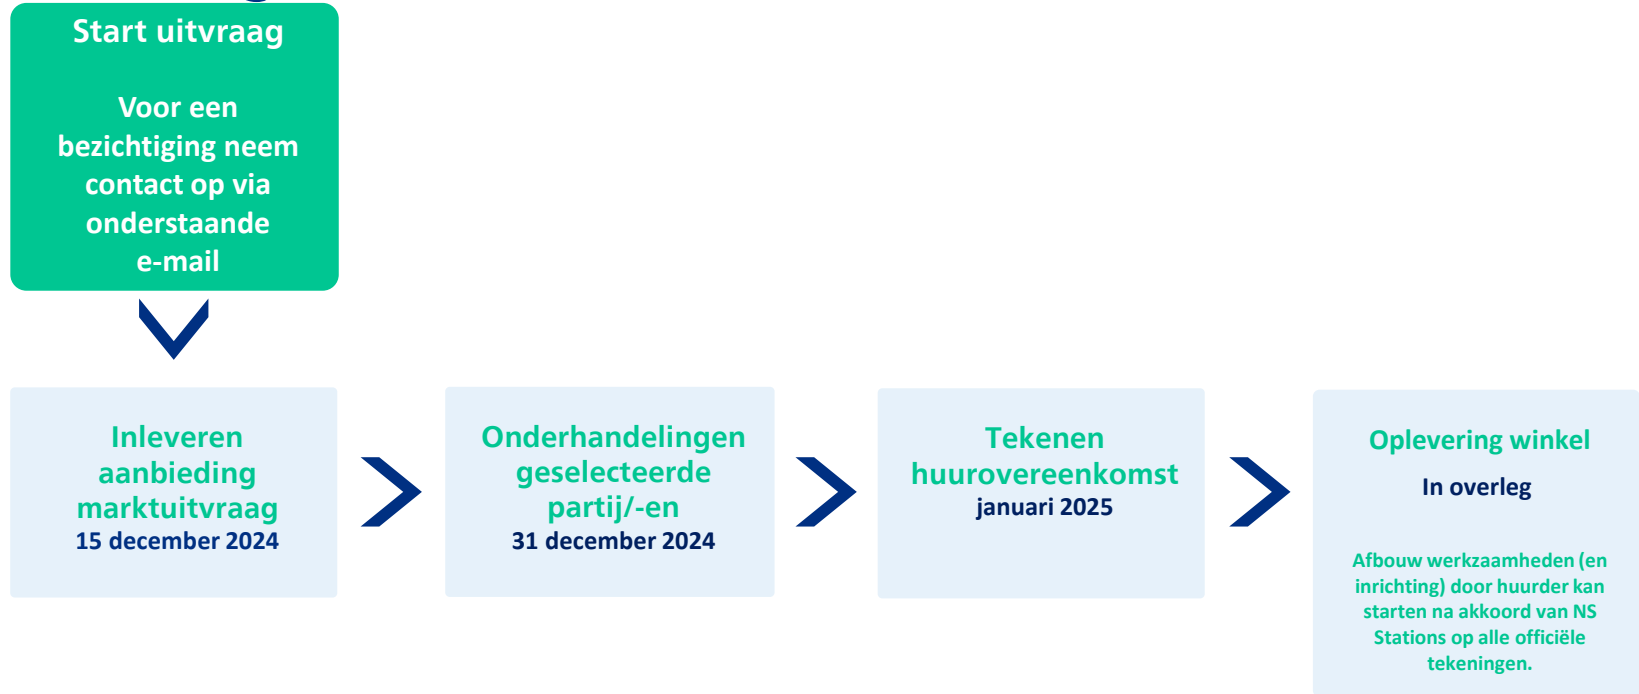 Start uitvraag
Voor een
bezichtiging neem
contact op via
onderstaande
e-mail
Inleveren
aanbieding
marktuitvraag
15 december 2024
Onderhandelingen
geselecteerde
partij/-en
31 december 2024
Tekenen
huurovereenkomst
januari 2025
Oplevering winkel
In overleg
Afbouw werkzaamheden (en
inrichting) door huurder kan
starten na akkoord van NS
Stations op alle officiële
tekeningen.